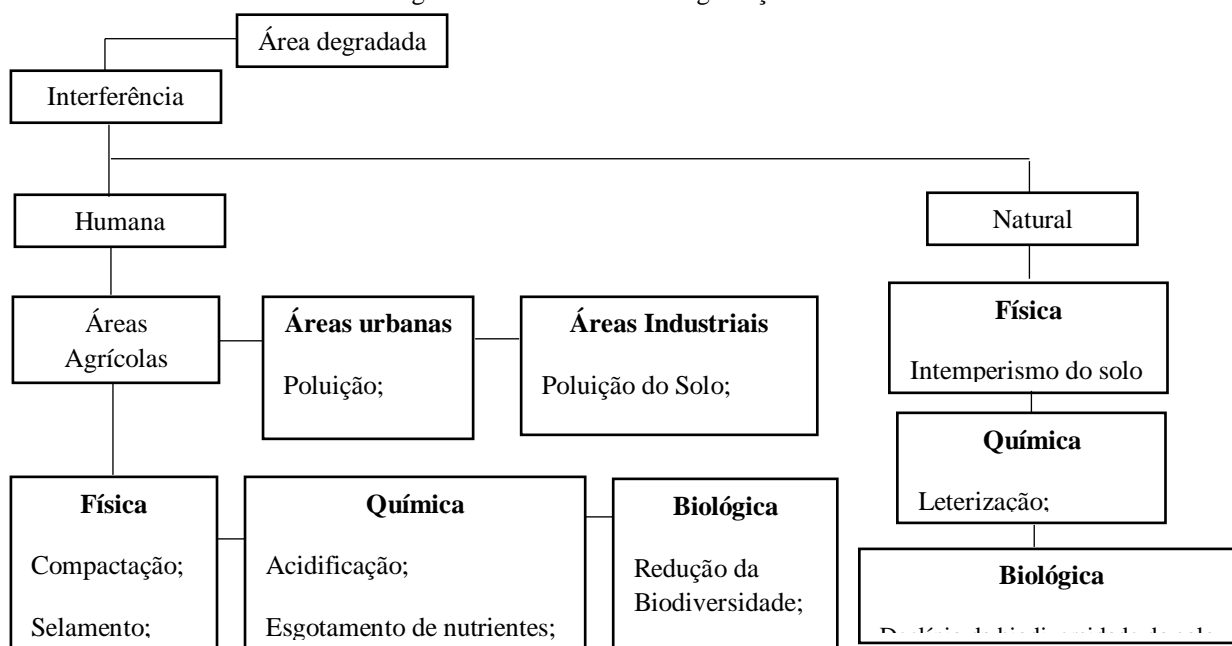 Área degradada
Interferência
Humana
Natural
Áreas
Agrícolas
Áreas urbanas
Poluição;
Áreas Industriais
Poluição do Solo;
Física
Intemperismo do solo
Química
Leterização;
Física
Compactação;
Selamento;
Química
Acidificação;
Esgotamento de nutrientes;
Biológica
Redução da
Biodiversidade;
Biológica